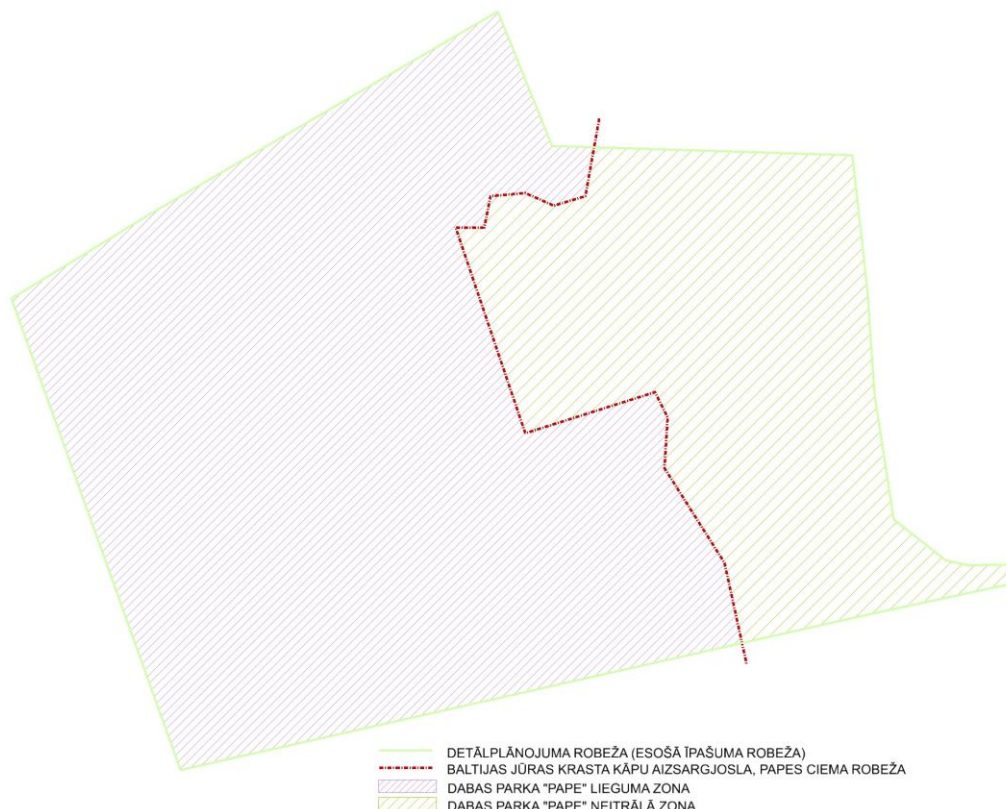 DETĀLPLĀNOJUMA ROBEŽA (ESOŠĀ ĪPAŠUMA ROBEŽA)
BALTIJAS JŪRAS KRASTA KĀPU AIZSARGJOSLA, PAPES CIEMA ROBEŽA
DABAS PARKA "PAPE" LIEGUMA ZONA
DABAS PARKA "PAPE" NEITRĀLĀ ZONA